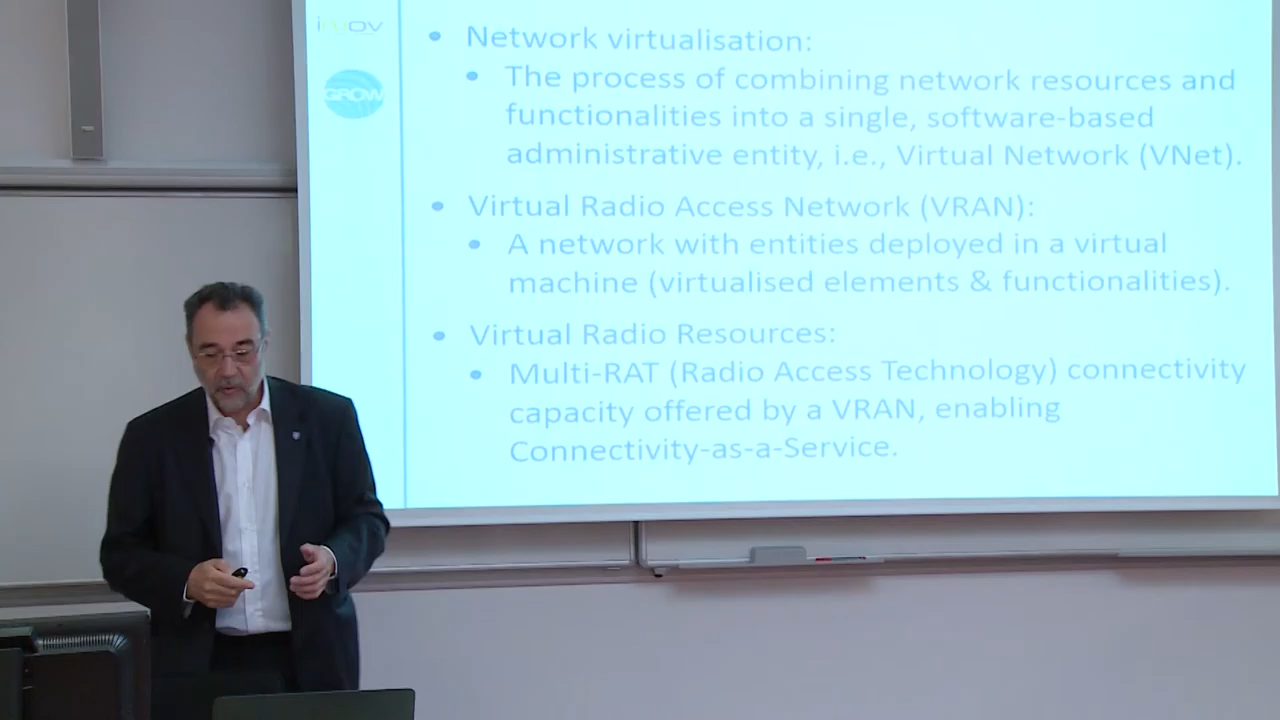 inov
GROW
• Network virtualisation:
• The process of combining network resources and
functionalities into a single, software-based
administrative entity, i.e., Virtual Network (VNet).
• Virtual Radio Access Network (VRAN):
• A network with entities deployed in a virtual
machine (virtualised elements & functionalities).
• Virtual Radio Resources:
• Multi-RAT (Radio Access Technology) connectivity
capacity offered by a VRAN, enabling
Connectivity-as-a-Service.